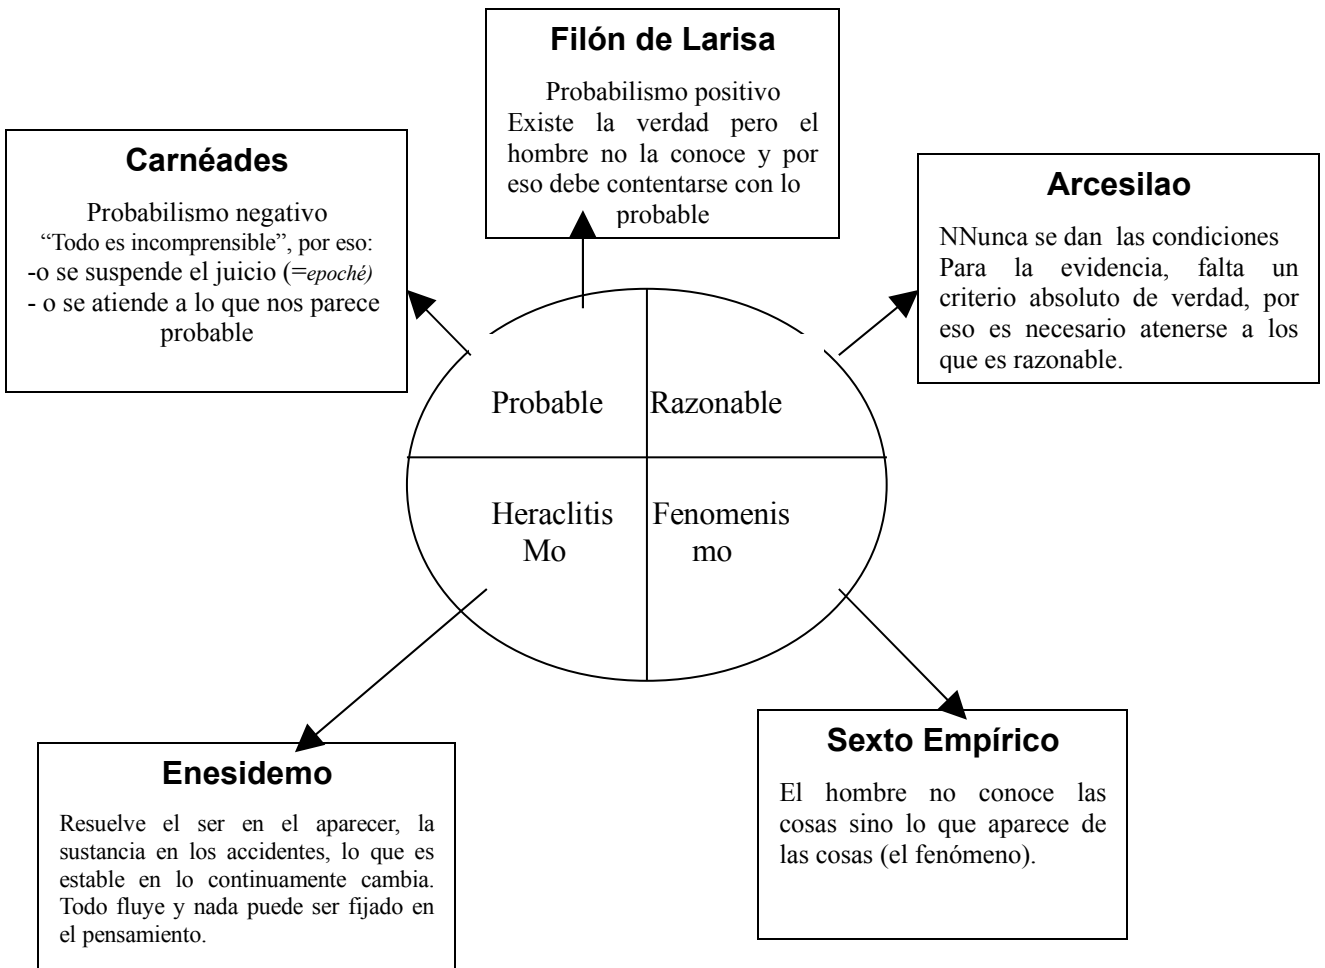 Filón de Larisa
Probabilismo positivo
Existe la verdad pero el
hombre no la conoce y por
eso debe contentarse con lo
probable
Carnéades
Probabilismo negativo
“Todo es incomprensible”, por eso:
-o se suspende el juicio (=epoché)
- o se atiende a lo que nos parece
probable
Arcesilao
NNunca se dan las condiciones
Para la evidencia, falta un
criterio absoluto de verdad, por
eso es necesario atenerse a los
que es razonable.
Probable
Razonable
Heraclitis
Mo
Fenomenis
mo
Enesidemo
Resuelve el ser en el aparecer, la
sustancia en los accidentes, lo que es
estable en lo continuamente cambia.
Todo fluye y nada puede ser fijado en
el pensamiento.
Sexto Empírico
El hombre no conoce las
cosas sino lo que aparece de
las cosas (el fenómeno).